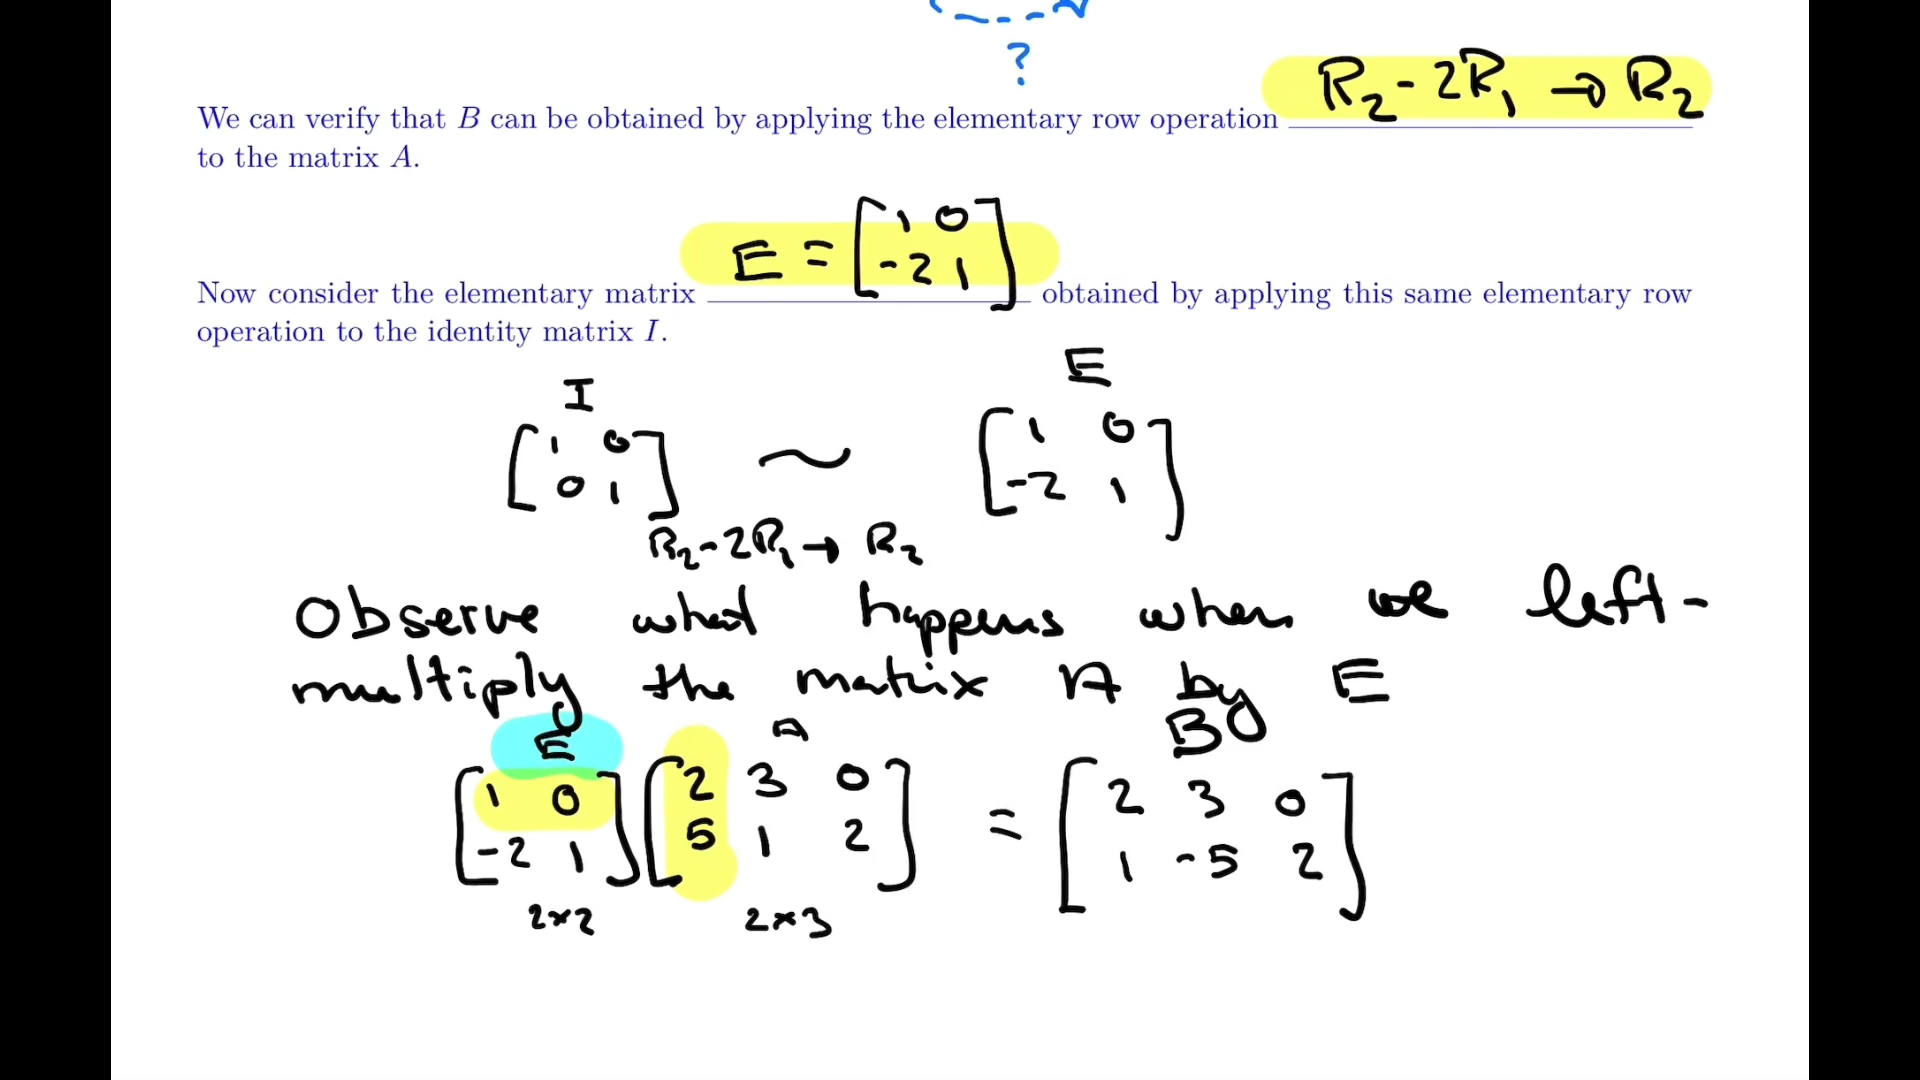 ?
R₂ - 2R₁ → R₂
We can verify that B can be obtained by applying the elementary row operation
to the matrix A.
E = [1 0
-2 1]
Now consider the elementary matrix obtained by applying this same elementary row
operation to the identity matrix I.
I E
[1 0 ~ [1 0
0 1] -2 1]
R₂-2R₁ → R₂
Observe what happens when we left-
multiply the matrix A by E
E A B
[1 0 [2 3 0 = [2 3 0
-2 1] 5 1 2] 1 -5 2]
2×2 2×3